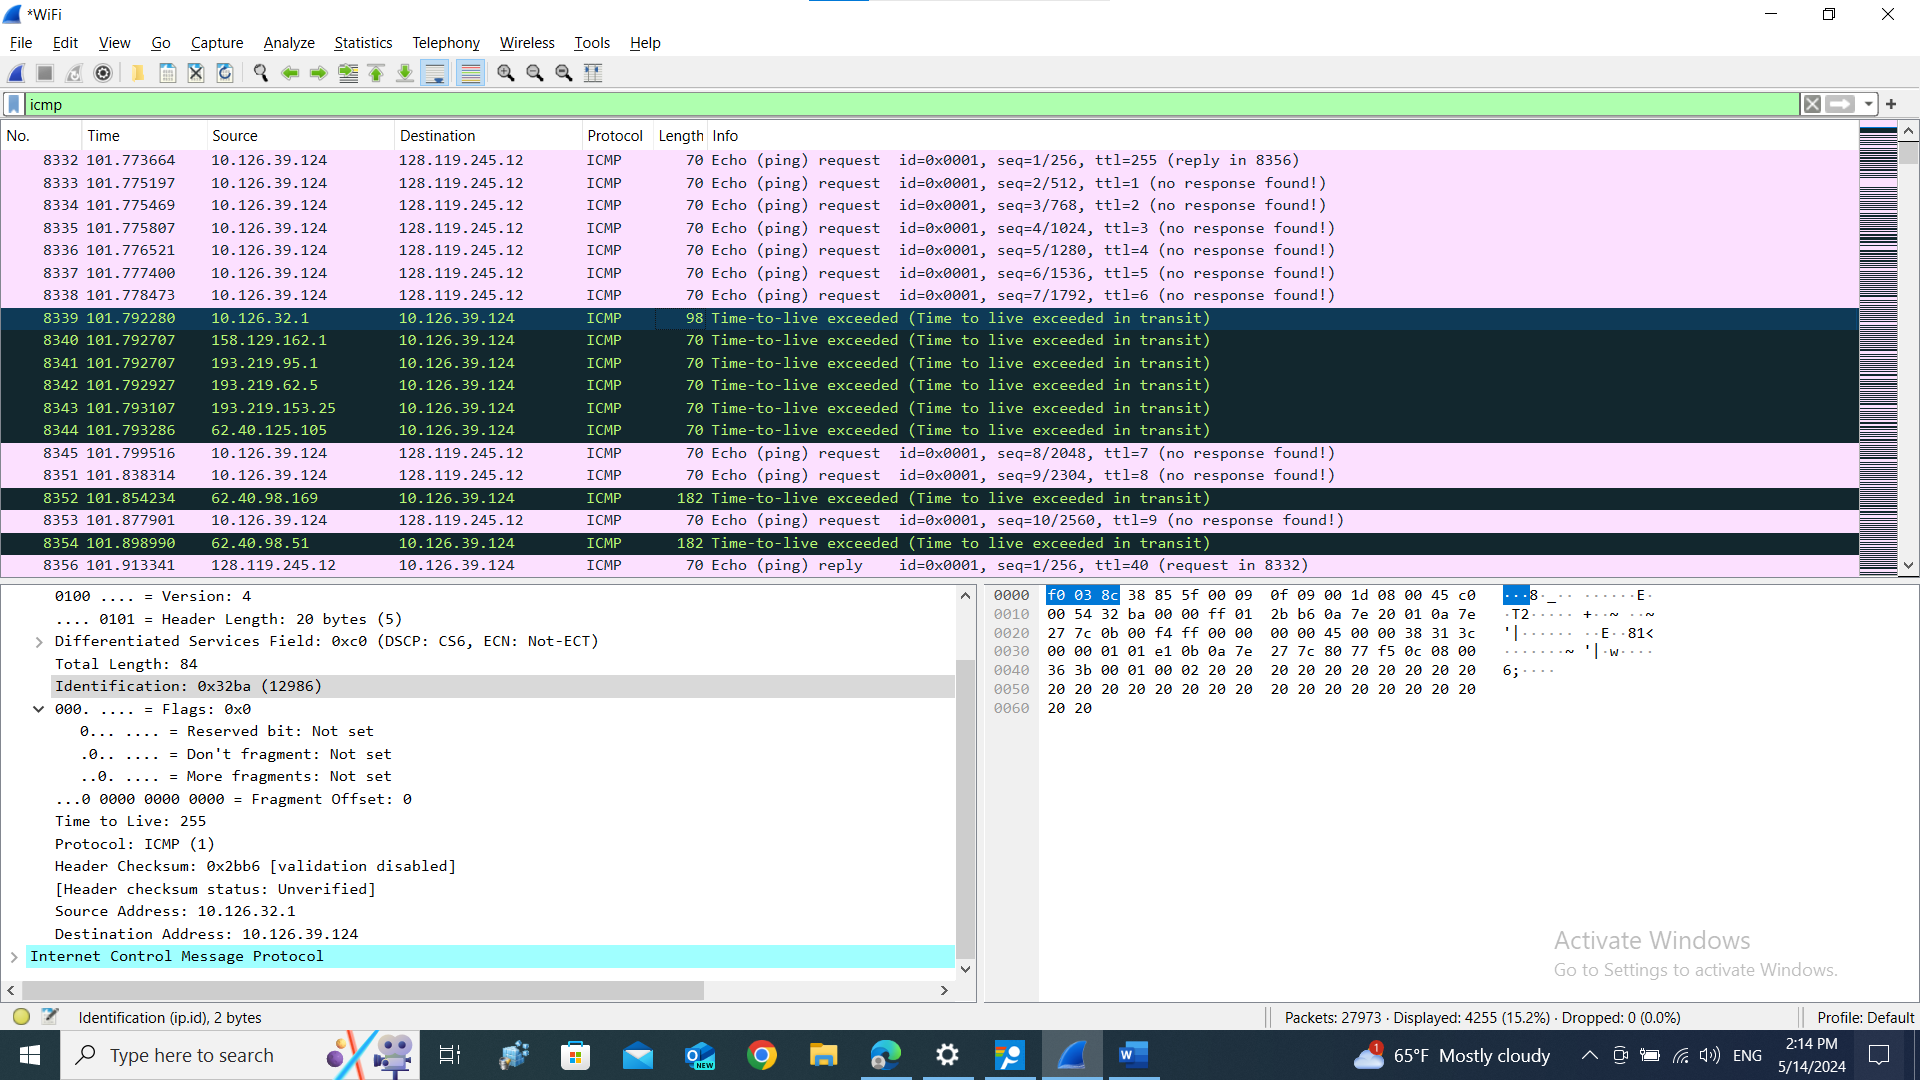 *WiFi
File Edit View Go Capture Analyze Statistics Telephony Wireless Tools Help
icmp
No. Time Source Destination Protocol Length Info
8332 101.773664 10.126.39.124 128.119.245.12 ICMP 70 Echo (ping) request id=0x0001, seq=1/256, ttl=255 (reply in 8356)
8333 101.775197 10.126.39.124 128.119.245.12 ICMP 70 Echo (ping) request id=0x0001, seq=2/512, ttl=1 (no response found!)
8334 101.775469 10.126.39.124 128.119.245.12 ICMP 70 Echo (ping) request id=0x0001, seq=3/768, ttl=2 (no response found!)
8335 101.775807 10.126.39.124 128.119.245.12 ICMP 70 Echo (ping) request id=0x0001, seq=4/1024, ttl=3 (no response found!)
8336 101.776521 10.126.39.124 128.119.245.12 ICMP 70 Echo (ping) request id=0x0001, seq=5/1280, ttl=4 (no response found!)
8337 101.777400 10.126.39.124 128.119.245.12 ICMP 70 Echo (ping) request id=0x0001, seq=6/1536, ttl=5 (no response found!)
8338 101.778473 10.126.39.124 128.119.245.12 ICMP 70 Echo (ping) request id=0x0001, seq=7/1792, ttl=6 (no response found!)
8339 101.792280 10.126.32.1 10.126.39.124 ICMP 98 Time-to-live exceeded (Time to live exceeded in transit)
8340 101.792707 158.129.162.1 10.126.39.124 ICMP 70 Time-to-live exceeded (Time to live exceeded in transit)
8341 101.792707 193.219.95.1 10.126.39.124 ICMP 70 Time-to-live exceeded (Time to live exceeded in transit)
8342 101.792927 193.219.62.5 10.126.39.124 ICMP 70 Time-to-live exceeded (Time to live exceeded in transit)
8343 101.793107 193.219.153.25 10.126.39.124 ICMP 70 Time-to-live exceeded (Time to live exceeded in transit)
8344 101.793286 62.40.125.105 10.126.39.124 ICMP 70 Time-to-live exceeded (Time to live exceeded in transit)
8345 101.799516 10.126.39.124 128.119.245.12 ICMP 70 Echo (ping) request id=0x0001, seq=8/2048, ttl=7 (no response found!)
8351 101.838314 10.126.39.124 128.119.245.12 ICMP 70 Echo (ping) request id=0x0001, seq=9/2304, ttl=8 (no response found!)
8352 101.854234 62.40.98.169 10.126.39.124 ICMP 182 Time-to-live exceeded (Time to live exceeded in transit)
8353 101.877901 10.126.39.124 128.119.245.12 ICMP 70 Echo (ping) request id=0x0001, seq=10/2560, ttl=9 (no response found!)
8354 101.898990 62.40.98.51 10.126.39.124 ICMP 182 Time-to-live exceeded (Time to live exceeded in transit)
8356 101.913341 128.119.245.12 10.126.39.124 ICMP 70 Echo (ping) reply id=0x0001, seq=1/256, ttl=40 (request in 8332)
0100 .... = Version: 4
.... 0101 = Header Length: 20 bytes (5)
Differentiated Services Field: 0xc0 (DSCP: CS6, ECN: Not-ECT)
Total Length: 84
Identification: 0x32ba (12986)
000. .... = Flags: 0x0
0... .... = Reserved bit: Not set
.0.. .... = Don't fragment: Not set
..0. .... = More fragments: Not set
...0 0000 0000 0000 = Fragment Offset: 0
Time to Live: 255
Protocol: ICMP (1)
Header Checksum: 0x2bb6 [validation disabled]
[Header checksum status: Unverified]
Source Address: 10.126.32.1
Destination Address: 10.126.39.124
Internet Control Message Protocol
0000 f0 03 8c 38 85 5f 00 09 0f 09 00 1d 08 00 45 c0 ···8·_·· ······E·
0010 00 54 32 ba 00 00 ff 01 2b b6 0a 7e 20 01 0a 7e ·T2····· +··~ ··~
0020 27 7c 0b 00 f4 ff 00 00 00 00 45 00 00 38 31 3c '|······ ··E··81<
0030 00 00 01 01 e1 0b 0a 7e 27 7c 80 77 f5 0c 08 00 ·······~ '|·w····
0040 36 3b 00 01 00 02 20 20 20 20 20 20 20 20 20 20 6;····
0050 20 20 20 20 20 20 20 20 20 20 20 20 20 20 20 20
0060 20 20
Activate Windows
Go to Settings to activate Windows.
Identification (ip.id), 2 bytes Packets: 27973 · Displayed: 4255 (15.2%) · Dropped: 0 (0.0%) Profile: Default
Type here to search NEW 1 65°F Mostly cloudy ENG 2:14 PM
5/14/2024